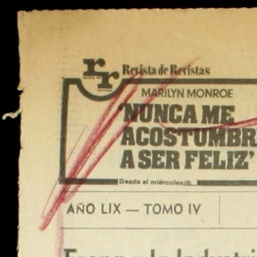 rr Revista de Revistas
MARILYN MONROE
'NUNCA ME
ACOSTUMBR
A SER FELIZ'
Desde el miércoles
AÑO LIX — TOMO IV